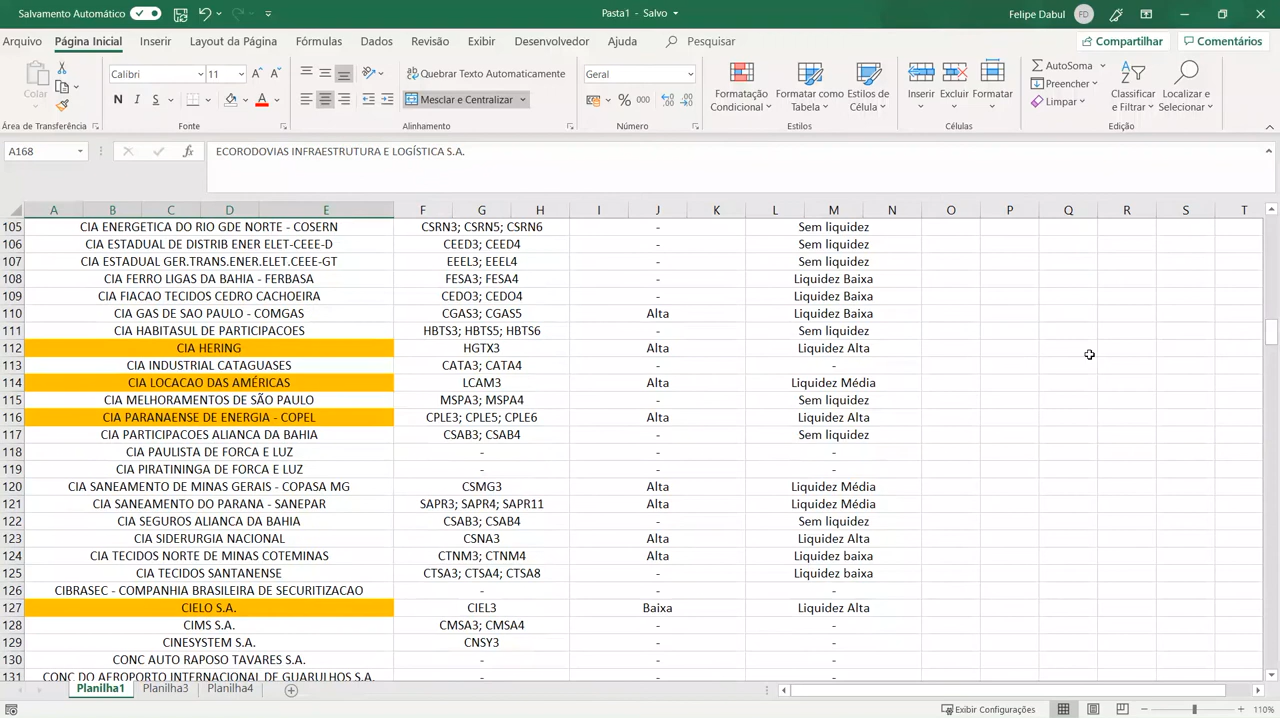 Salvamento Automático
Pasta1 - Salvo
Felipe Dabul FD
Arquivo Página Inicial Inserir Layout da Página Fórmulas Dados Revisão Exibir Desenvolvedor Ajuda Pesquisar Compartilhar Comentários
Colar
Calibri 11
Quebrar Texto Automaticamente
Geral
Formatação Condicional
Formatar como Tabela
Estilos de Célula
Inserir Excluir Formatar
AutoSoma
Preencher
Limpar
Classificar e Filtrar
Localizar e Selecionar
N I S
Mesclar e Centralizar
% 000
Área de Transferência Fonte Alinhamento Número Estilos Células Edição
A168 fx ECORODOVIAS INFRAESTRUTURA E LOGÍSTICA S.A.
A B C D E F G H I J K L M N O P Q R S T
105 CIA ENERGETICA DO RIO GDE NORTE - COSERN CSRN3; CSRN5; CSRN6 - Sem liquidez
106 CIA ESTADUAL DE DISTRIB ENER ELET-CEEE-D CEED3; CEED4 - Sem liquidez
107 CIA ESTADUAL GER.TRANS.ENER.ELET.CEEE-GT EEEL3; EEEL4 - Sem liquidez
108 CIA FERRO LIGAS DA BAHIA - FERBASA FESA3; FESA4 - Liquidez Baixa
109 CIA FIACAO TECIDOS CEDRO CACHOEIRA CEDO3; CEDO4 - Liquidez Baixa
110 CIA GAS DE SAO PAULO - COMGAS CGAS3; CGAS5 Alta Liquidez Baixa
111 CIA HABITASUL DE PARTICIPACOES HBTS3; HBTS5; HBTS6 - Sem liquidez
112 CIA HERING HGTX3 Alta Liquidez Alta
113 CIA INDUSTRIAL CATAGUASES CATA3; CATA4 - -
114 CIA LOCACAO DAS AMÉRICAS LCAM3 Alta Liquidez Média
115 CIA MELHORAMENTOS DE SÃO PAULO MSPA3; MSPA4 - Sem liquidez
116 CIA PARANAENSE DE ENERGIA - COPEL CPLE3; CPLE5; CPLE6 Alta Liquidez Alta
117 CIA PARTICIPACOES ALIANCA DA BAHIA CSAB3; CSAB4 - Sem liquidez
118 CIA PAULISTA DE FORCA E LUZ - - -
119 CIA PIRATININGA DE FORCA E LUZ - - -
120 CIA SANEAMENTO DE MINAS GERAIS - COPASA MG CSMG3 Alta Liquidez Média
121 CIA SANEAMENTO DO PARANA - SANEPAR SAPR3; SAPR4; SAPR11 Alta Liquidez Média
122 CIA SEGUROS ALIANCA DA BAHIA CSAB3; CSAB4 - Sem liquidez
123 CIA SIDERURGIA NACIONAL CSNA3 Alta Liquidez Alta
124 CIA TECIDOS NORTE DE MINAS COTEMINAS CTNM3; CTNM4 Alta Liquidez baixa
125 CIA TECIDOS SANTANENSE CTSA3; CTSA4; CTSA8 - Liquidez baixa
126 CIBRASEC - COMPANHIA BRASILEIRA DE SECURITIZACAO - - -
127 CIELO S.A. CIEL3 Baixa Liquidez Alta
128 CIMS S.A. CMSA3; CMSA4 - -
129 CINESYSTEM S.A. CNSY3 - -
130 CONC AUTO RAPOSO TAVARES S.A. - - -
131 CONC DO AEROPORTO INTERNACIONAL DE GUARULHOS S.A.
Planilha1 Planilha3 Planilha4
Exibir Configurações 110%